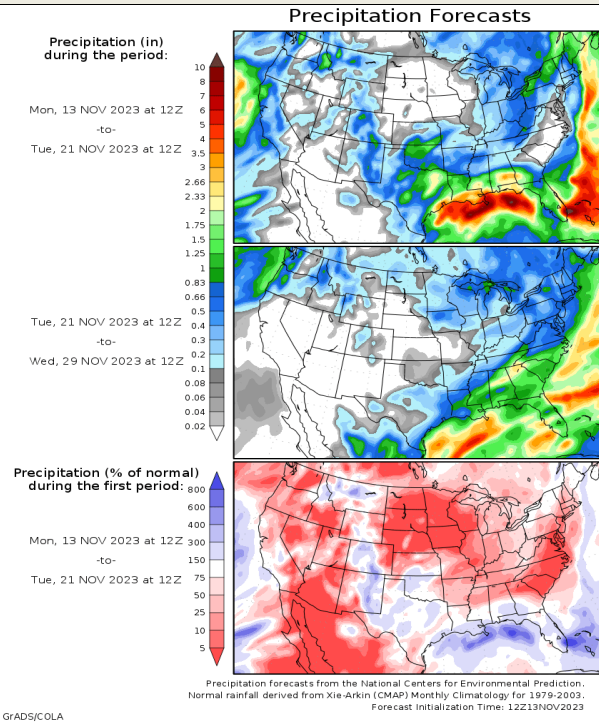 Precipitation Forecasts
Precipitation (in)
during the period:
Mon, 13 NOV 2023 at 12Z
-to-
Tue, 21 NOV 2023 at 12Z
10
8
7
6
5
4
3.5
3
2.66
2.33
2
1.75
1.5
1.25
1
0.83
0.66
0.5
0.4
0.3
0.2
0.1
0.08
0.06
0.04
0.02
Tue, 21 NOV 2023 at 12Z
-to-
Wed, 29 NOV 2023 at 12Z
Precipitation (% of normal)
during the first period:
Mon, 13 NOV 2023 at 12Z
-to-
Tue, 21 NOV 2023 at 12Z
800
600
400
300
150
75
50
25
10
5
Precipitation forecasts from the National Centers for Environmental Prediction.
Normal rainfall derived from Xie-Arkin (CMAP) Monthly Climatology for 1979-2003.
Forecast Initialization Time: 12Z13NOV2023
GrADS/COLA